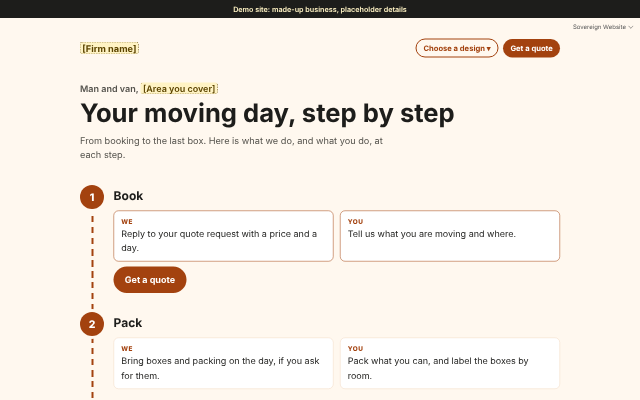 Demo site: made-up business, placeholder details
Sovereign Website
[Firm name]
Choose a design ▾
Get a quote
Man and van, [Area you cover]
Your moving day, step by step
From booking to the last box. Here is what we do, and what you do, at
each step.
1
Book
WE
Reply to your quote request with a price and a
day.
YOU
Tell us what you are moving and where.
Get a quote
2
Pack
WE
Bring boxes and packing on the day, if you ask
for them.
YOU
Pack what you can, and label the boxes by
room.